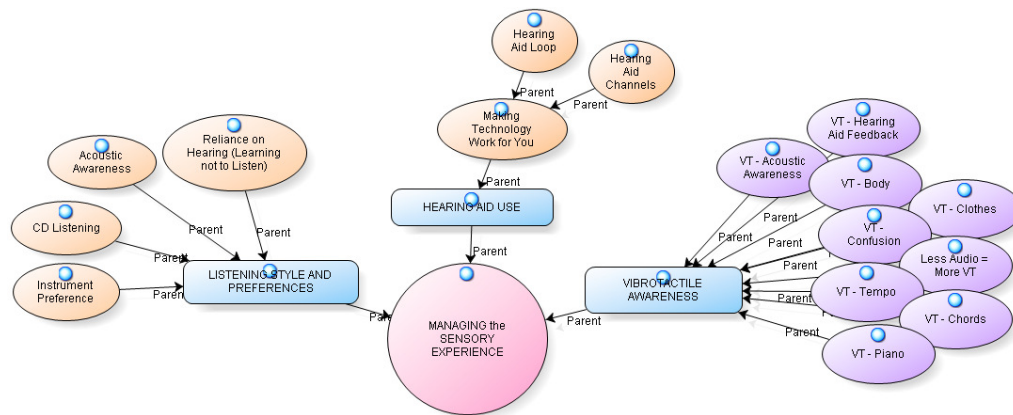 Hearing
Aid Loop
Hearing
Aid
Channels
Parent
Parent
Making
Technology
Work for You
Parent
HEARING AID USE
Parent
Reliance on
Hearing (Learning
not to Listen)
Acoustic
Awareness
CD Listening
Instrument
Preference
Parent
Parent
Parent
Parent
LISTENING STYLE AND
PREFERENCES
MANAGING the
SENSORY
EXPERIENCE
Parent
VIBROTACTILE
AWARENESS
VT - Hearing
Aid Feedback
VT - Acoustic
Awareness
VT - Body
VT - Clothes
VT -
Confusion
Less Audio =
More VT
VT - Tempo
VT - Chords
VT - Piano
Parent
Parent
Parent
Parent
Parent
Parent
Parent